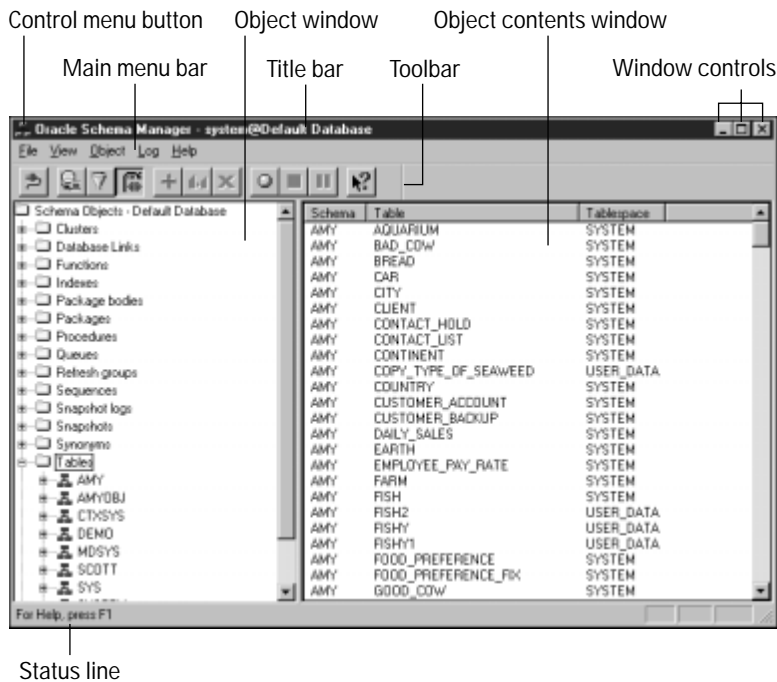 Control menu button Object window Object contents window
Main menu bar Title bar Toolbar Window controls
Oracle Schema Manager - system@Default Database
File View Object Log Help
Schema Objects - Default Database
Clusters
Database Links
Functions
Indexes
Package bodies
Packages
Procedures
Queues
Refresh groups
Sequences
Snapshot logs
Snapshots
Synonyms
Tables
AMY
AMYOBJ
CTXSYS
DEMO
MDSYS
SCOTT
SYS
Schema Table Tablespace
AMY AQUARIUM SYSTEM
AMY BAD_COW SYSTEM
AMY BREAD SYSTEM
AMY CAR SYSTEM
AMY CITY SYSTEM
AMY CLIENT SYSTEM
AMY CONTACT_HOLD SYSTEM
AMY CONTACT_LIST SYSTEM
AMY CONTINENT SYSTEM
AMY COPY_TYPE_OF_SEAWEED USER_DATA
AMY COUNTRY SYSTEM
AMY CUSTOMER_ACCOUNT SYSTEM
AMY CUSTOMER_BACKUP SYSTEM
AMY DAILY_SALES SYSTEM
AMY EARTH SYSTEM
AMY EMPLOYEE_PAY_RATE SYSTEM
AMY FARM SYSTEM
AMY FISH SYSTEM
AMY FISH2 USER_DATA
AMY FISHY USER_DATA
AMY FISHY1 USER_DATA
AMY FOOD_PREFERENCE SYSTEM
AMY FOOD_PREFERENCE_FIX SYSTEM
AMY GOOD_COW SYSTEM
For Help, press F1
Status line